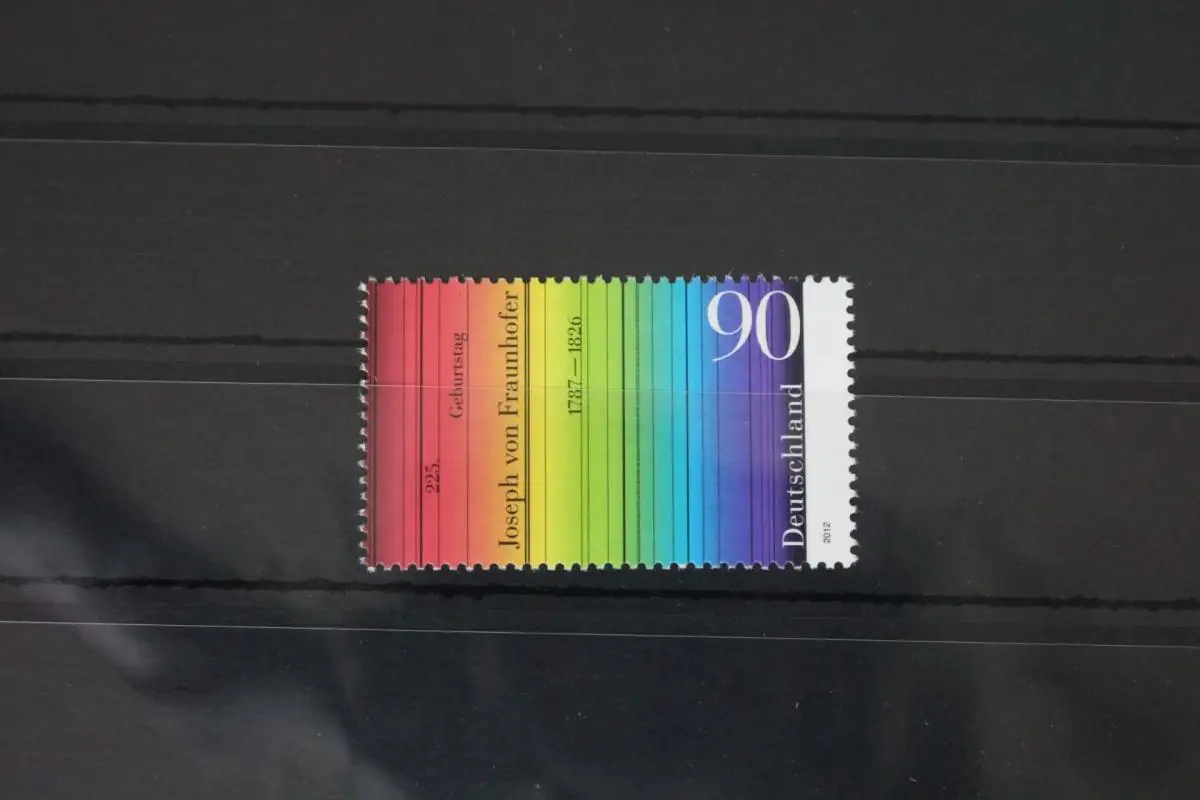 225.
Geburtstag
Joseph von Fraunhofer
1787–1826
90
Deutschland
2012